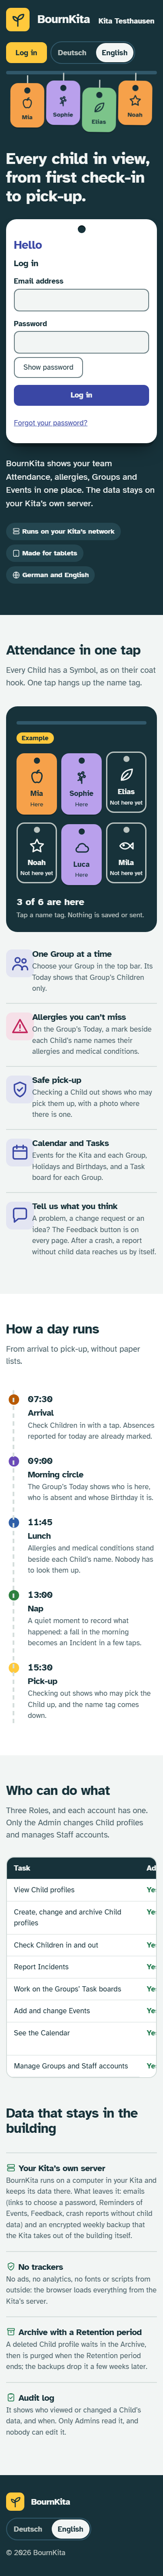 BournKita
Kita Testhausen
Log in
Deutsch
English
Mia
Sophie
Elias
Noah
Every child in view,
from first check-in
to pick-up.
Hello
Log in
Email address
Password
Show password
Log in
Forgot your password?
BournKita shows your team
Attendance, allergies, Groups and
Events in one place. The data stays on
your Kita's own server.
Runs on your Kita's network
Made for tablets
German and English
Attendance in one tap
Every Child has a Symbol, as on their coat
hook. One tap hangs up the name tag.
Example
Mia
Here
Sophie
Here
Elias
Not here yet
Noah
Not here yet
Luca
Here
Mila
Not here yet
3 of 6 are here
Tap a name tag. Nothing is saved or sent.
One Group at a time
Choose your Group in the top bar. Its
Today shows that Group's Children
only.
Allergies you can't miss
On the Group's Today, a mark beside
each Child's name names their
allergies and medical conditions.
Safe pick-up
Checking a Child out shows who may
pick them up, with a photo where
there is one.
Calendar and Tasks
Events for the Kita and each Group,
Holidays and Birthdays, and a Task
board for each Group.
Tell us what you think
A problem, a change request or an
idea? The Feedback button is on
every page. After a crash, a report
without child data reaches us by itself.
How a day runs
From arrival to pick-up, without paper
lists.
07:30
Arrival
Check Children in with a tap. Absences
reported for today are already marked.
09:00
Morning circle
The Group's Today shows who is here,
who is absent and whose Birthday it is.
11:45
Lunch
Allergies and medical conditions stand
beside each Child's name. Nobody has
to look them up.
13:00
Nap
A quiet moment to record what
happened: a fall in the morning
becomes an Incident in a few taps.
15:30
Pick-up
Checking out shows who may pick the
Child up, and the name tag comes
down.
Who can do what
Three Roles, and each account has one.
Only the Admin changes Child profiles
and manages Staff accounts.
Task
Ad
View Child profiles
Yes
Create, change and archive Child
profiles
Yes
Check Children in and out
Yes
Report Incidents
Yes
Work on the Groups' Task boards
Yes
Add and change Events
Yes
See the Calendar
Yes
Manage Groups and Staff accounts
Yes
Data that stays in the
building
Your Kita's own server
BournKita runs on a computer in your Kita and
keeps its data there. What leaves it: emails
(links to choose a password, Reminders of
Events, Feedback, crash reports without child
data) and an encrypted weekly backup that
the Kita takes out of the building itself.
No trackers
No ads, no analytics, no fonts or scripts from
outside: the browser loads everything from the
Kita's server.
Archive with a Retention period
A deleted Child profile waits in the Archive,
then is purged when the Retention period
ends; the backups drop it a few weeks later.
Audit log
It shows who viewed or changed a Child's
data, and when. Only Admins read it, and
nobody can edit it.
BournKita
Deutsch
English
© 2026 BournKita